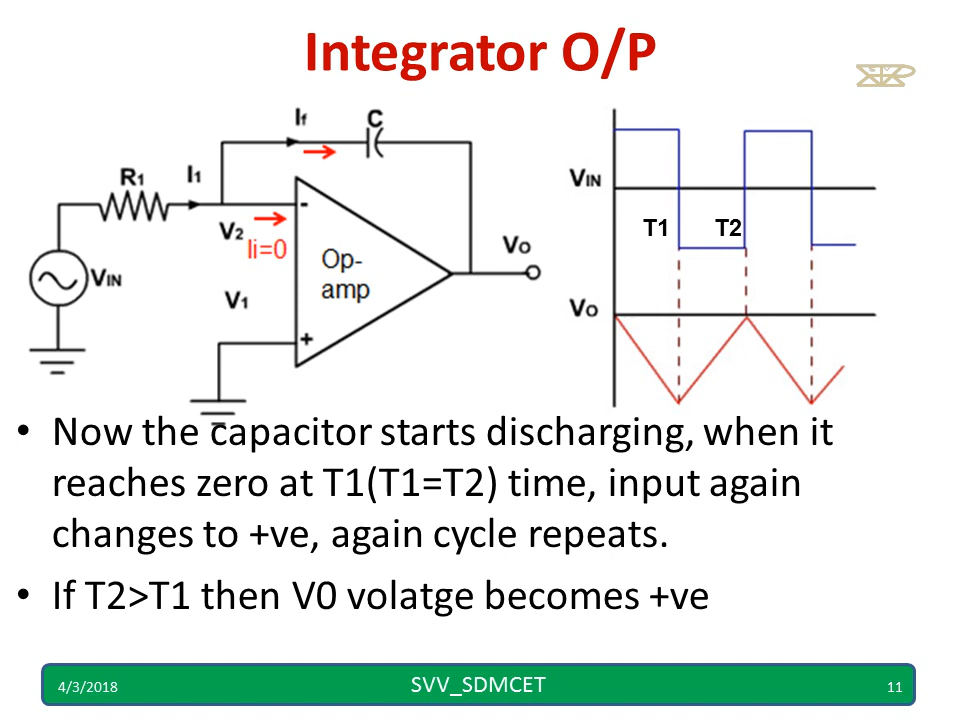 Integrator O/P
If
C
R1
I1
V2
Ii=0
VIN
V1
Op-
amp
-
+
VO
VIN
T1
T2
VO
• Now the capacitor starts discharging, when it
reaches zero at T1(T1=T2) time, input again
changes to +ve, again cycle repeats.
• If T2>T1 then V0 volatge becomes +ve
4/3/2018
SVV_SDMCET
11